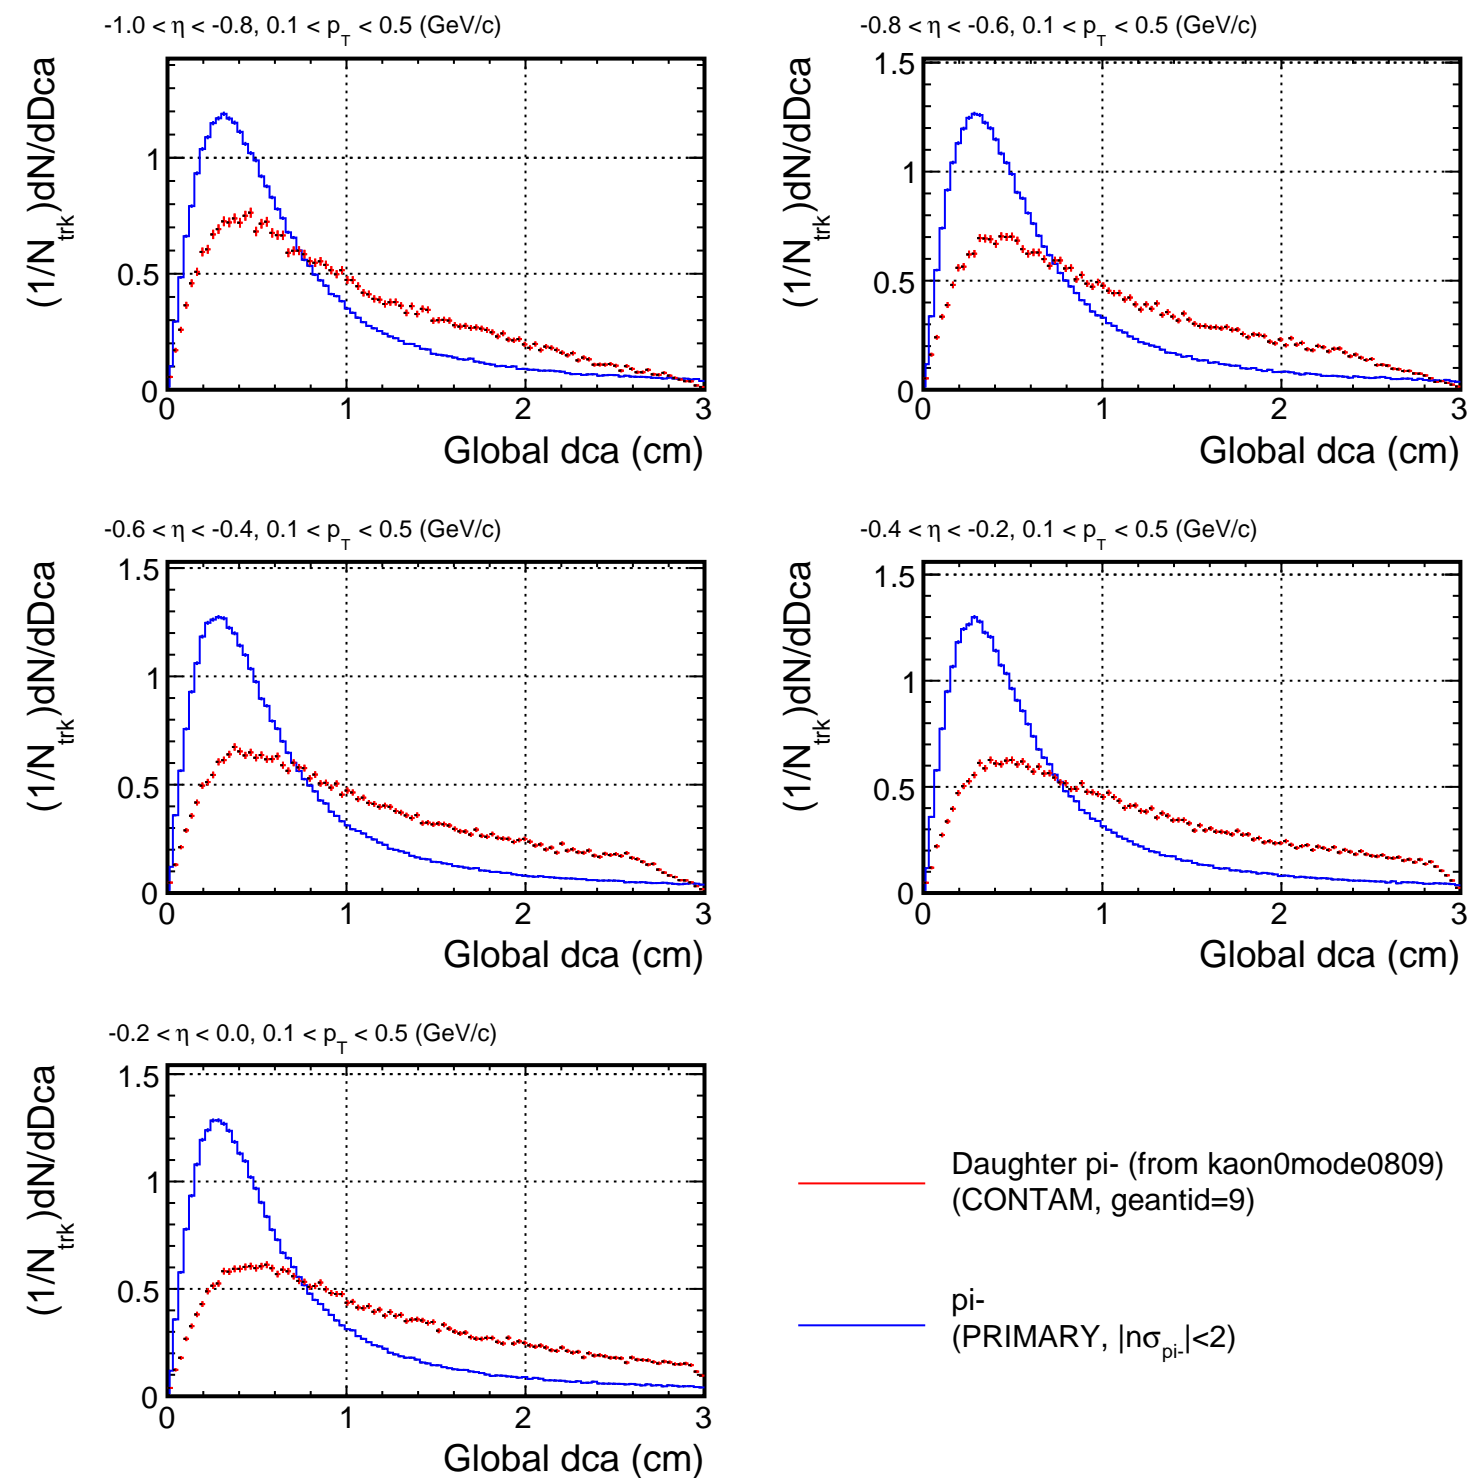 -1.0 < η < -0.8, 0.1 < p_T < 0.5 (GeV/c)
(1/N_trk)dN/dDca
1
0.5
0
0 1 2 3
Global dca (cm)
-0.8 < η < -0.6, 0.1 < p_T < 0.5 (GeV/c)
(1/N_trk)dN/dDca
1.5
1
0.5
0
0 1 2 3
Global dca (cm)
-0.6 < η < -0.4, 0.1 < p_T < 0.5 (GeV/c)
(1/N_trk)dN/dDca
1.5
1
0.5
0
0 1 2 3
Global dca (cm)
-0.4 < η < -0.2, 0.1 < p_T < 0.5 (GeV/c)
(1/N_trk)dN/dDca
1.5
1
0.5
0
0 1 2 3
Global dca (cm)
-0.2 < η < 0.0, 0.1 < p_T < 0.5 (GeV/c)
(1/N_trk)dN/dDca
1.5
1
0.5
0
0 1 2 3
Global dca (cm)
Daughter pi- (from kaon0mode0809)
(CONTAM, geantid=9)
pi-
(PRIMARY, |nσ_pi-|<2)